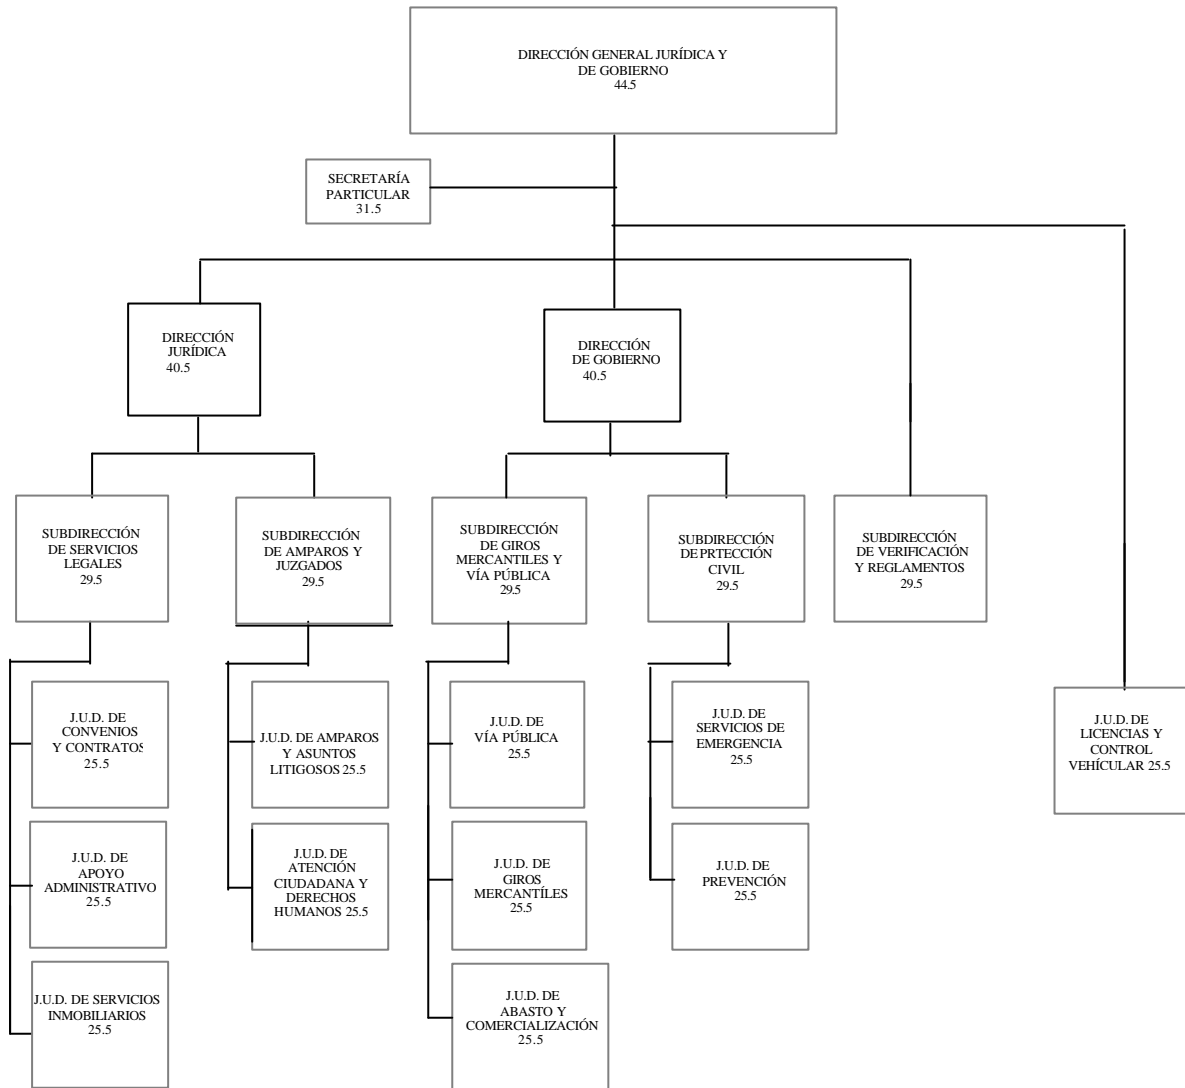 DIRECCIÓN GENERAL JURÍDICA Y
DE GOBIERNO
44.5
SECRETARÍA
PARTICULAR
31.5
DIRECCIÓN
JURÍDICA
40.5
DIRECCIÓN
DE GOBIERNO
40.5
SUBDIRECCIÓN
DE SERVICIOS
LEGALES
29.5
SUBDIRECCIÓN
DE AMPAROS Y
JUZGADOS
29.5
SUBDIRECCIÓN
DE GIROS
MERCANTILES Y
VÍA PÚBLICA
29.5
SUBDIRECCIÓN
DE PRTECCIÓN
CIVIL
29.5
SUBDIRECCIÓN
DE VERIFICACIÓN
Y REGLAMENTOS
29.5
J.U.D. DE
CONVENIOS
Y CONTRATOS
25.5
J.U.D. DE AMPAROS
Y ASUNTOS
LITIGOSOS 25.5
J.U.D. DE
VÍA PÚBLICA
25.5
J.U.D. DE
SERVICIOS DE
EMERGENCIA
25.5
J.U.D. DE
LICENCIAS Y
CONTROL
VEHÍCULAR 25.5
J.U.D. DE
APOYO
ADMINISTRATIVO
25.5
J.U.D. DE
ATENCIÓN
CIUDADANA Y
DERECHOS
HUMANOS 25.5
J.U.D. DE
GIROS
MERCANTÍLES
25.5
J.U.D. DE
PREVENCIÓN
25.5
J.U.D. DE SERVICIOS
INMOBILIARIOS
25.5
J.U.D. DE
ABASTO Y
COMERCIALIZACIÓN
25.5